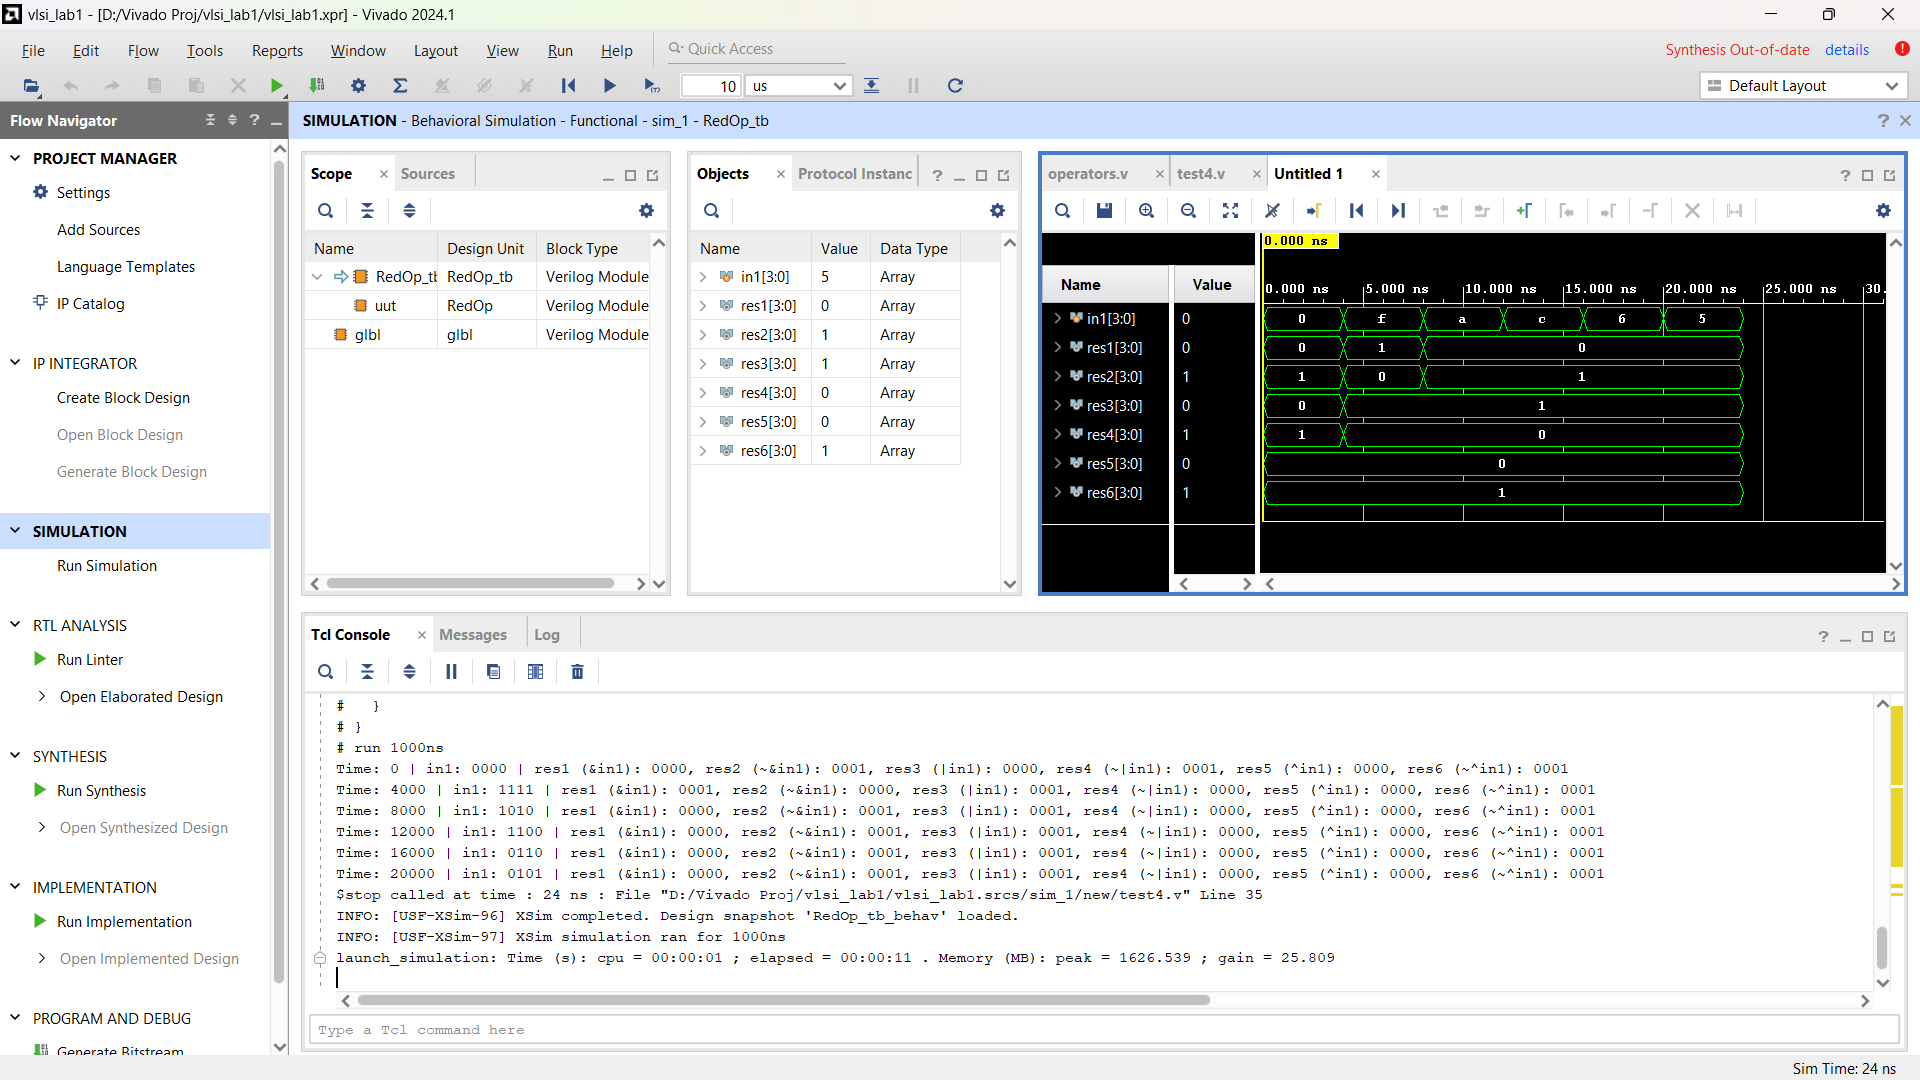 vlsi_lab1 - [D:/Vivado Proj/vlsi_lab1/vlsi_lab1.xpr] - Vivado 2024.1
File Edit Flow Tools Reports Window Layout View Run Help Quick Access
Synthesis Out-of-date details
10 us
Default Layout
Flow Navigator
SIMULATION - Behavioral Simulation - Functional - sim_1 - RedOp_tb
PROJECT MANAGER
Settings
Add Sources
Language Templates
IP Catalog
IP INTEGRATOR
Create Block Design
Open Block Design
Generate Block Design
SIMULATION
Run Simulation
RTL ANALYSIS
Run Linter
Open Elaborated Design
SYNTHESIS
Run Synthesis
Open Synthesized Design
IMPLEMENTATION
Run Implementation
Open Implemented Design
PROGRAM AND DEBUG
Generate Bitstream
Scope Sources
Name Design Unit Block Type
RedOp_tb RedOp_tb Verilog Module
uut RedOp Verilog Module
glbl glbl Verilog Module
Objects Protocol Instanc
Name Value Data Type
in1[3:0] 5 Array
res1[3:0] 0 Array
res2[3:0] 1 Array
res3[3:0] 1 Array
res4[3:0] 0 Array
res5[3:0] 0 Array
res6[3:0] 1 Array
operators.v test4.v Untitled 1
0.000 ns
Name Value 0.000 ns 5.000 ns 10.000 ns 15.000 ns 20.000 ns 25.000 ns 30.
in1[3:0] 0 0 f a c 6 5
res1[3:0] 0 0 1 0
res2[3:0] 1 1 0 1
res3[3:0] 0 0 1
res4[3:0] 1 1 0
res5[3:0] 0 0
res6[3:0] 1 1
Tcl Console Messages Log
# }
# }
# run 1000ns
Time: 0 | in1: 0000 | res1 (&in1): 0000, res2 (~&in1): 0001, res3 (|in1): 0000, res4 (~|in1): 0001, res5 (^in1): 0000, res6 (~^in1): 0001
Time: 4000 | in1: 1111 | res1 (&in1): 0001, res2 (~&in1): 0000, res3 (|in1): 0001, res4 (~|in1): 0000, res5 (^in1): 0000, res6 (~^in1): 0001
Time: 8000 | in1: 1010 | res1 (&in1): 0000, res2 (~&in1): 0001, res3 (|in1): 0001, res4 (~|in1): 0000, res5 (^in1): 0000, res6 (~^in1): 0001
Time: 12000 | in1: 1100 | res1 (&in1): 0000, res2 (~&in1): 0001, res3 (|in1): 0001, res4 (~|in1): 0000, res5 (^in1): 0000, res6 (~^in1): 0001
Time: 16000 | in1: 0110 | res1 (&in1): 0000, res2 (~&in1): 0001, res3 (|in1): 0001, res4 (~|in1): 0000, res5 (^in1): 0000, res6 (~^in1): 0001
Time: 20000 | in1: 0101 | res1 (&in1): 0000, res2 (~&in1): 0001, res3 (|in1): 0001, res4 (~|in1): 0000, res5 (^in1): 0000, res6 (~^in1): 0001
$stop called at time : 24 ns : File "D:/Vivado Proj/vlsi_lab1/vlsi_lab1.srcs/sim_1/new/test4.v" Line 35
INFO: [USF-XSim-96] XSim completed. Design snapshot 'RedOp_tb_behav' loaded.
INFO: [USF-XSim-97] XSim simulation ran for 1000ns
launch_simulation: Time (s): cpu = 00:00:01 ; elapsed = 00:00:11 . Memory (MB): peak = 1626.539 ; gain = 25.809
Type a Tcl command here
Sim Time: 24 ns